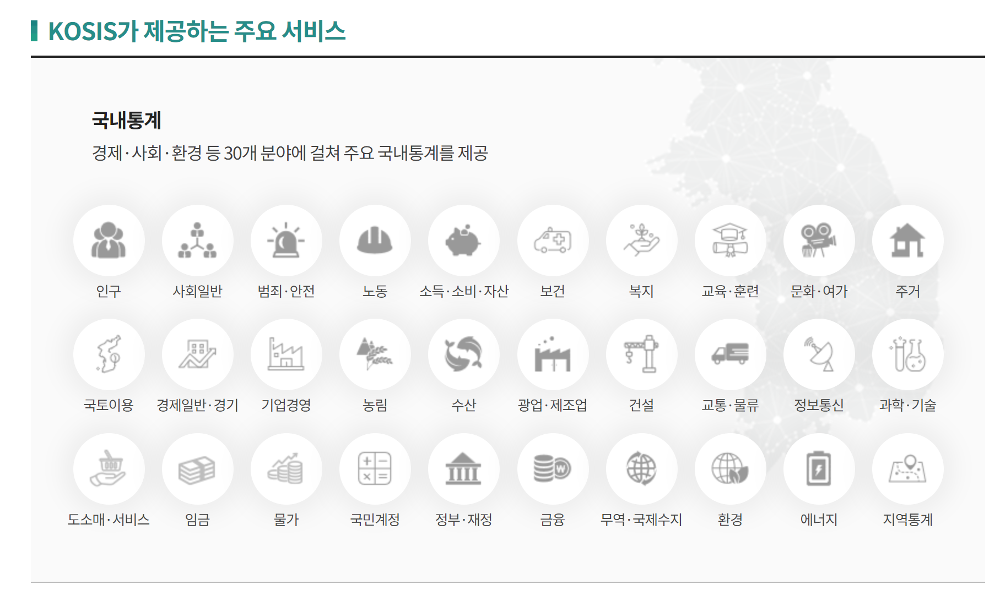 KOSIS가 제공하는 주요 서비스
국내통계
경제·사회·환경 등 30개 분야에 걸쳐 주요 국내통계를 제공
인구 사회일반 범죄·안전 노동 소득·소비·자산 보건 복지 교육·훈련 문화·여가 주거
국토이용 경제일반·경기 기업경영 농림 수산 광업·제조업 건설 교통·물류 정보통신 과학·기술
W
도소매·서비스 임금 물가 국민계정 정부·재정 금융 무역·국제수지 환경 에너지 지역통계